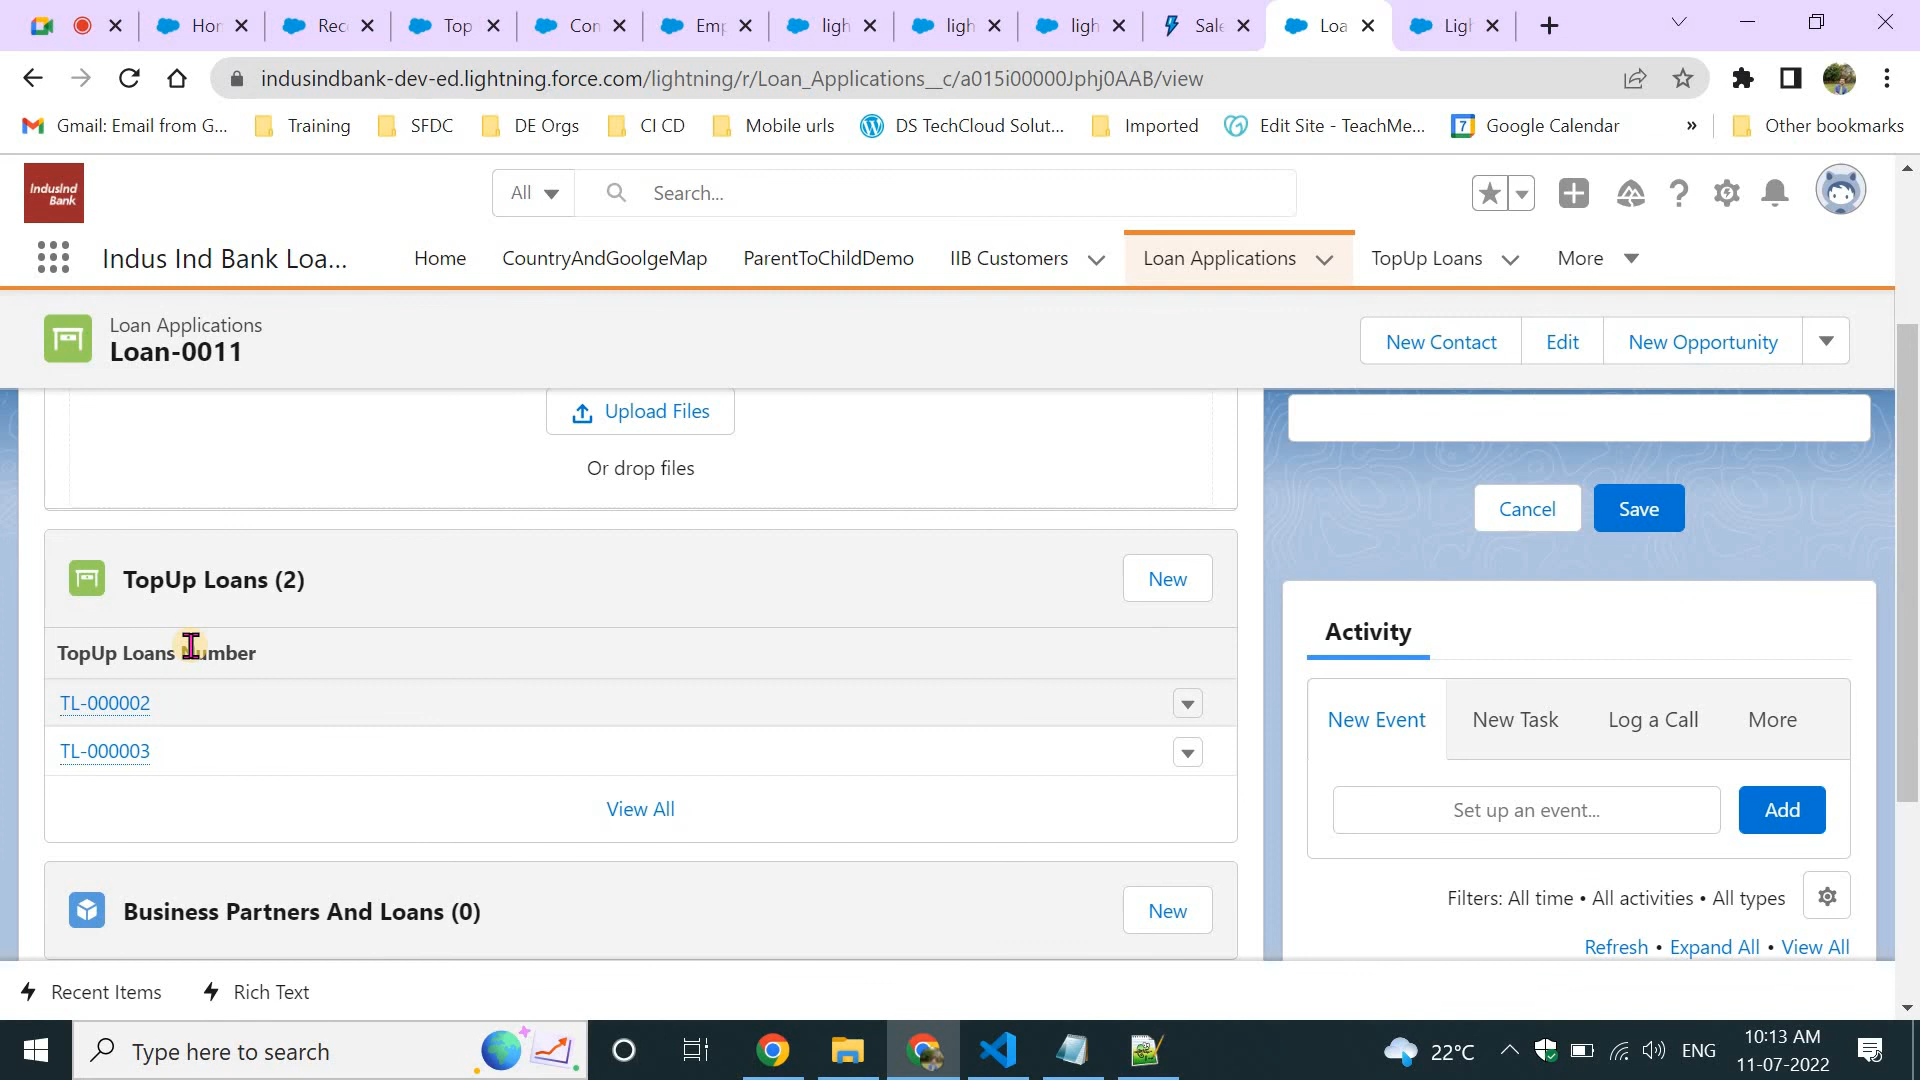 Hor
Rec
Top
Con
Emp
ligh
ligh
ligh
Sale
Loa
Ligh
indusindbank-dev-ed.lightning.force.com/lightning/r/Loan_Applications__c/a015i00000Jphj0AAB/view
Gmail: Email from G...
Training
SFDC
DE Orgs
CI CD
Mobile urls
DS TechCloud Solut...
Imported
Edit Site - TeachMe...
7
Google Calendar
»
Other bookmarks
IndusInd
Bank
All
Search...
Indus Ind Bank Loa...
Home
CountryAndGoolgeMap
ParentToChildDemo
IIB Customers
Loan Applications
TopUp Loans
More
Loan Applications
Loan-0011
New Contact
Edit
New Opportunity
Upload Files
Or drop files
Cancel
Save
TopUp Loans (2)
New
TopUp Loans Number
TL-000002
TL-000003
View All
Activity
New Event
New Task
Log a Call
More
Set up an event...
Add
Business Partners And Loans (0)
New
Filters: All time • All activities • All types
Refresh • Expand All • View All
Recent Items
Rich Text
Type here to search
22°C
ENG
10:13 AM
11-07-2022